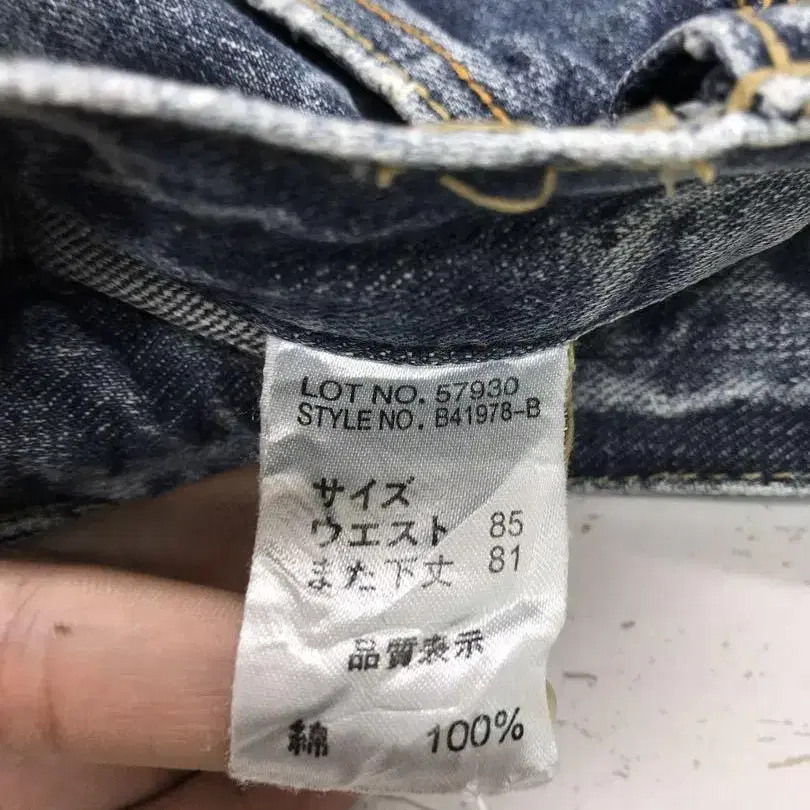 LOT NO. 57930
STYLE NO. B41978-B
サイズ
ウエスト 85
また下丈 81
品質表示
綿 100%